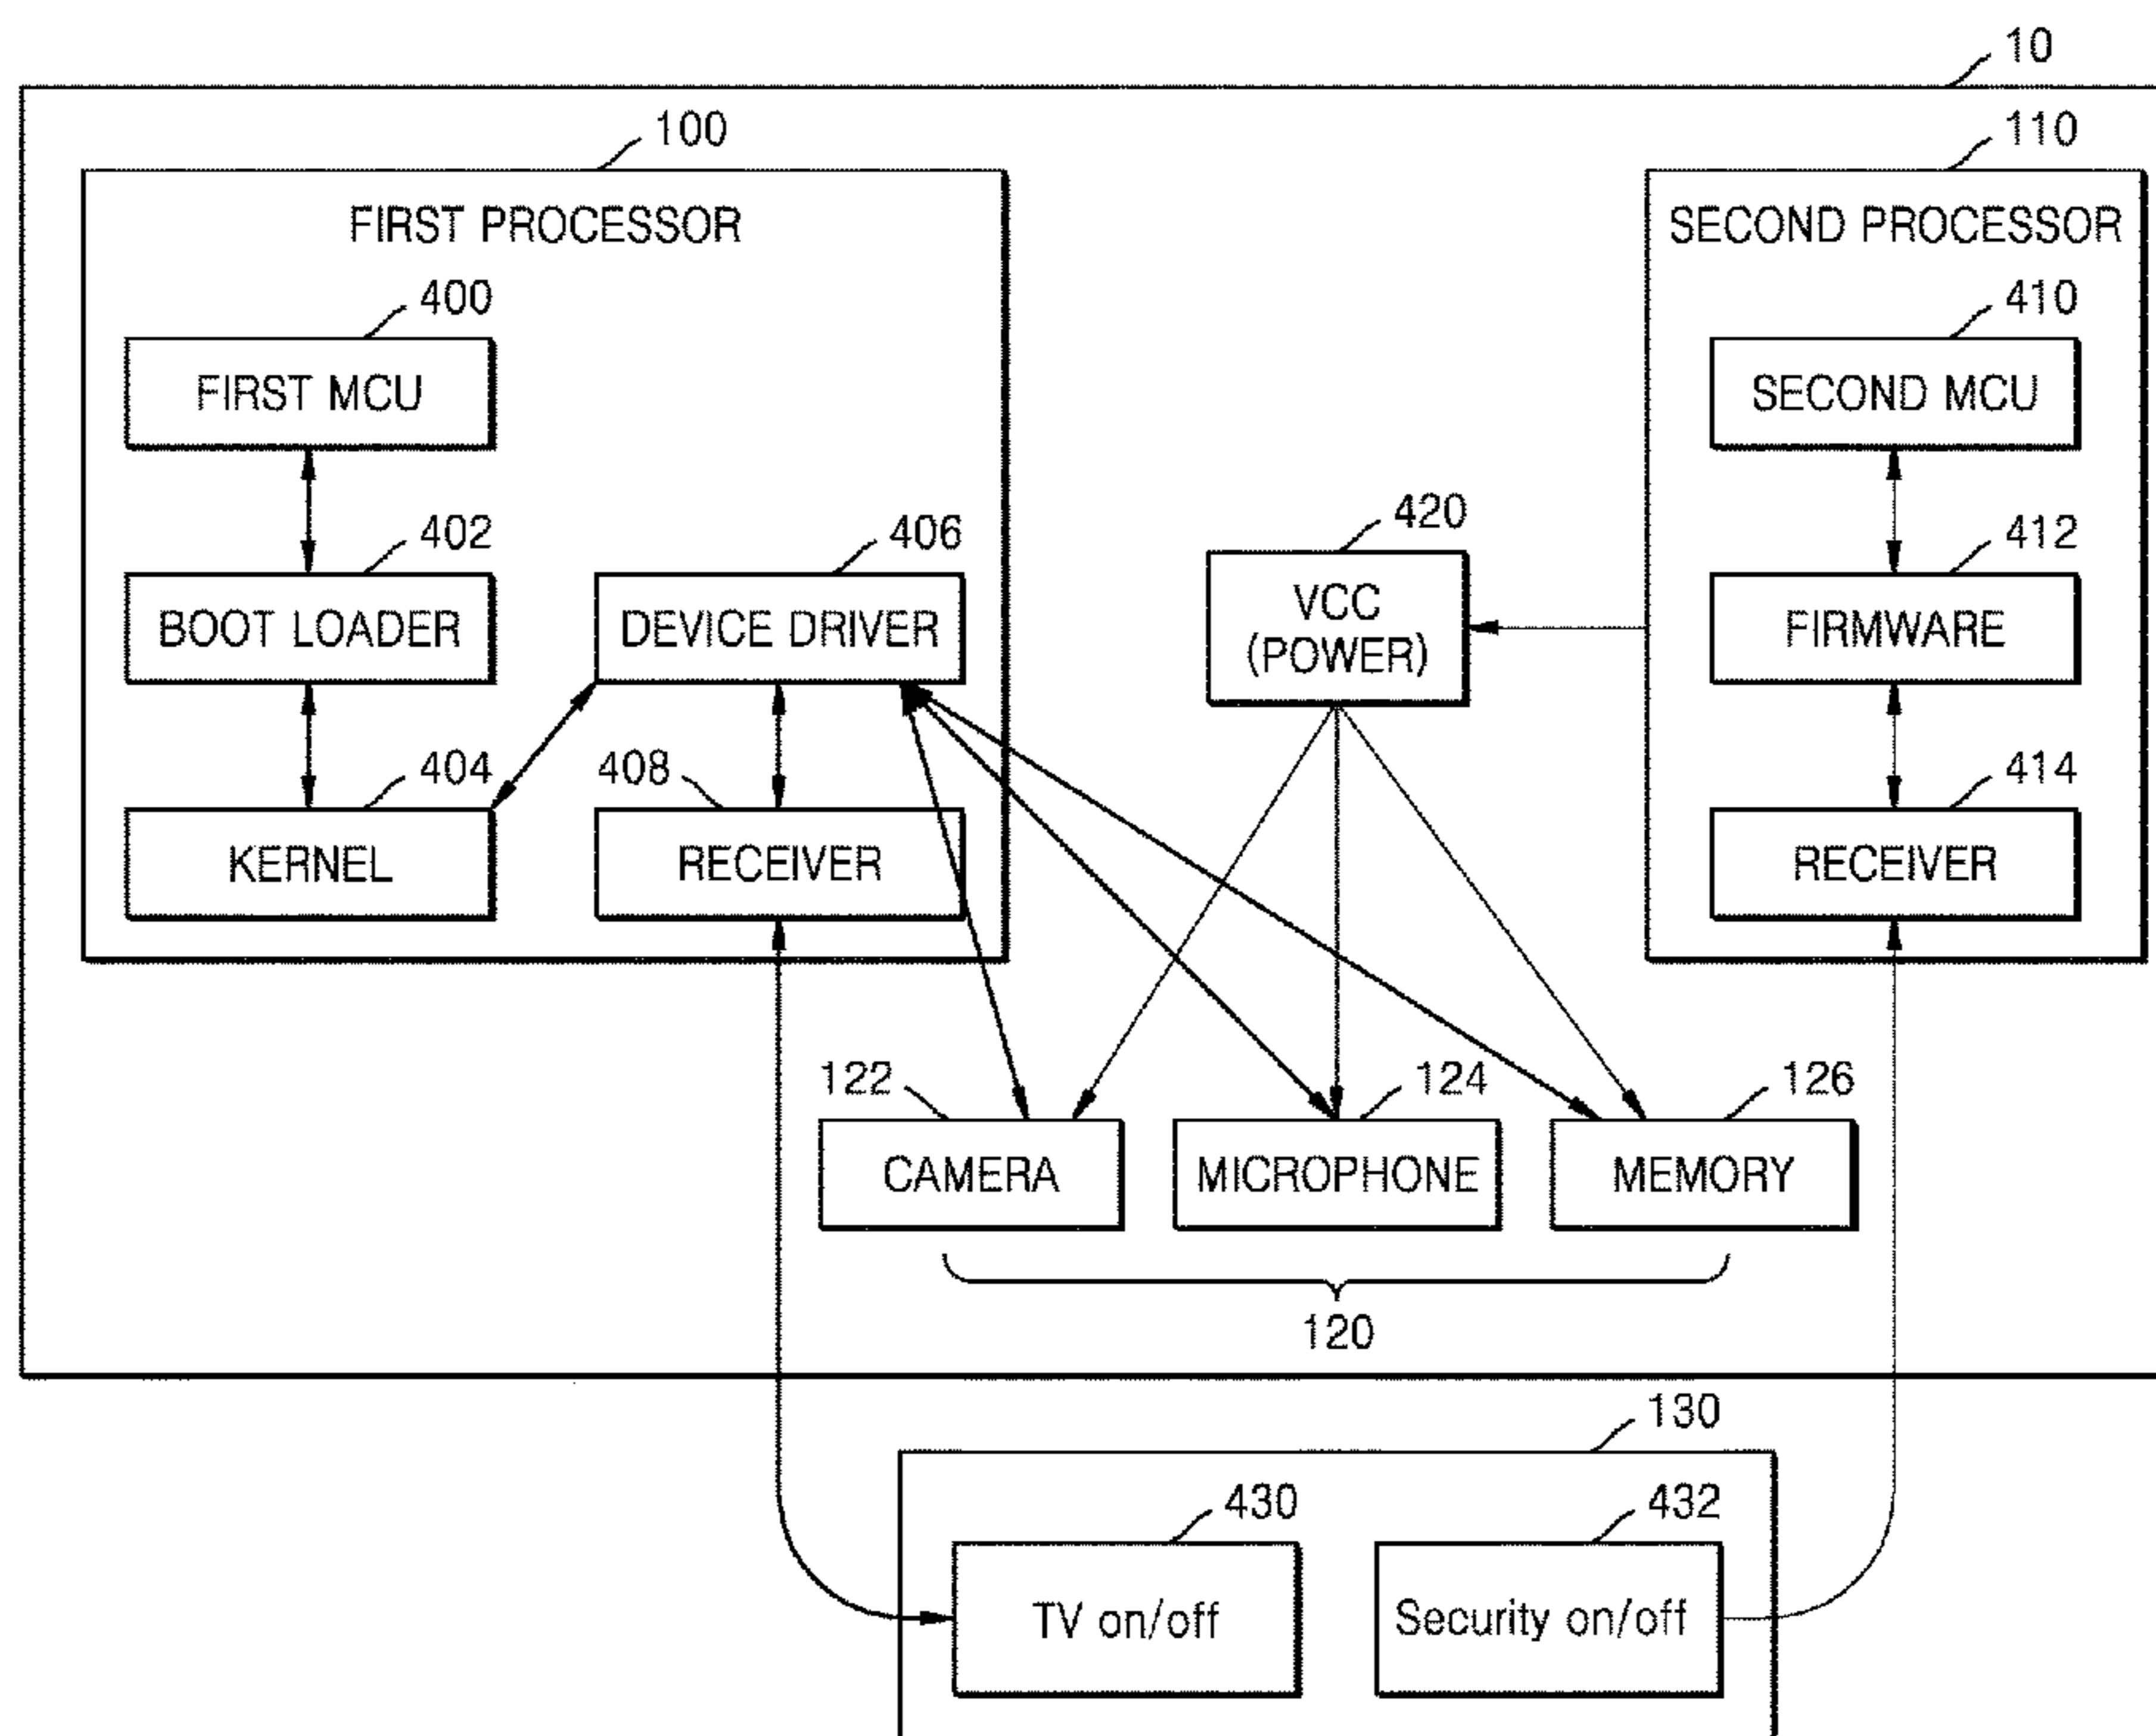 10
100
110
FIRST PROCESSOR
SECOND PROCESSOR
400
410
FIRST MCU
SECOND MCU
402
406
420
412
BOOT LOADER
DEVICE DRIVER
VCC
(POWER)
FIRMWARE
404
408
414
KERNEL
RECEIVER
RECEIVER
122
124
126
CAMERA
MICROPHONE
MEMORY
120
130
430
432
TV on/off
Security on/off